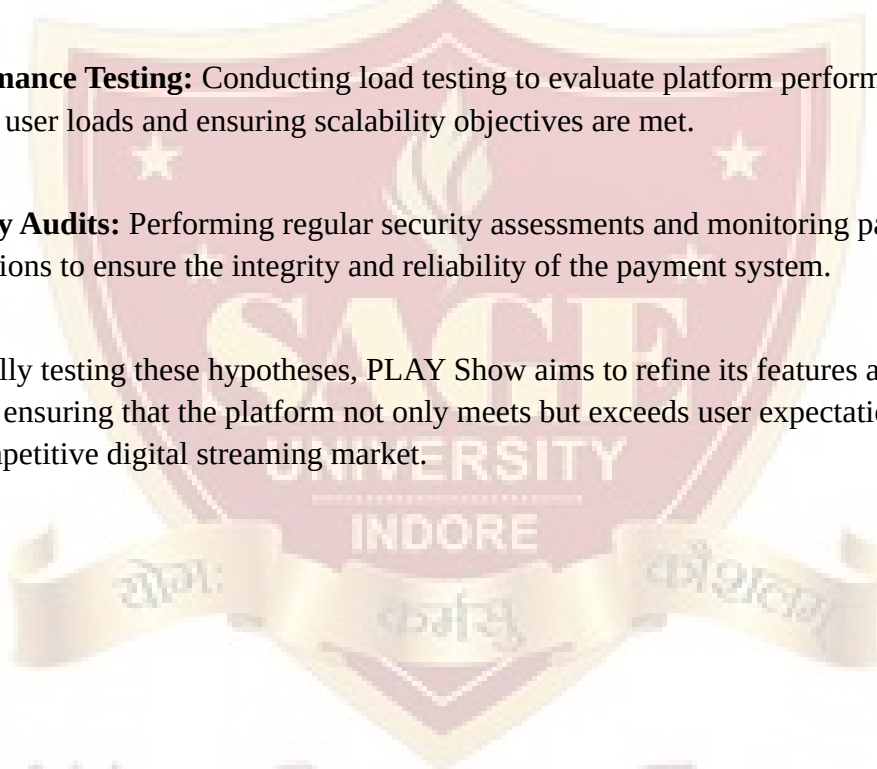 mance Testing: Conducting load testing to evaluate platform perform
user loads and ensuring scalability objectives are met.
y Audits: Performing regular security assessments and monitoring pa
ions to ensure the integrity and reliability of the payment system.
lly testing these hypotheses, PLAY Show aims to refine its features a
ensuring that the platform not only meets but exceeds user expectati
petitive digital streaming market.
SAGE
UNIVERSITY
INDORE
योगः कर्मसु कौशलम्